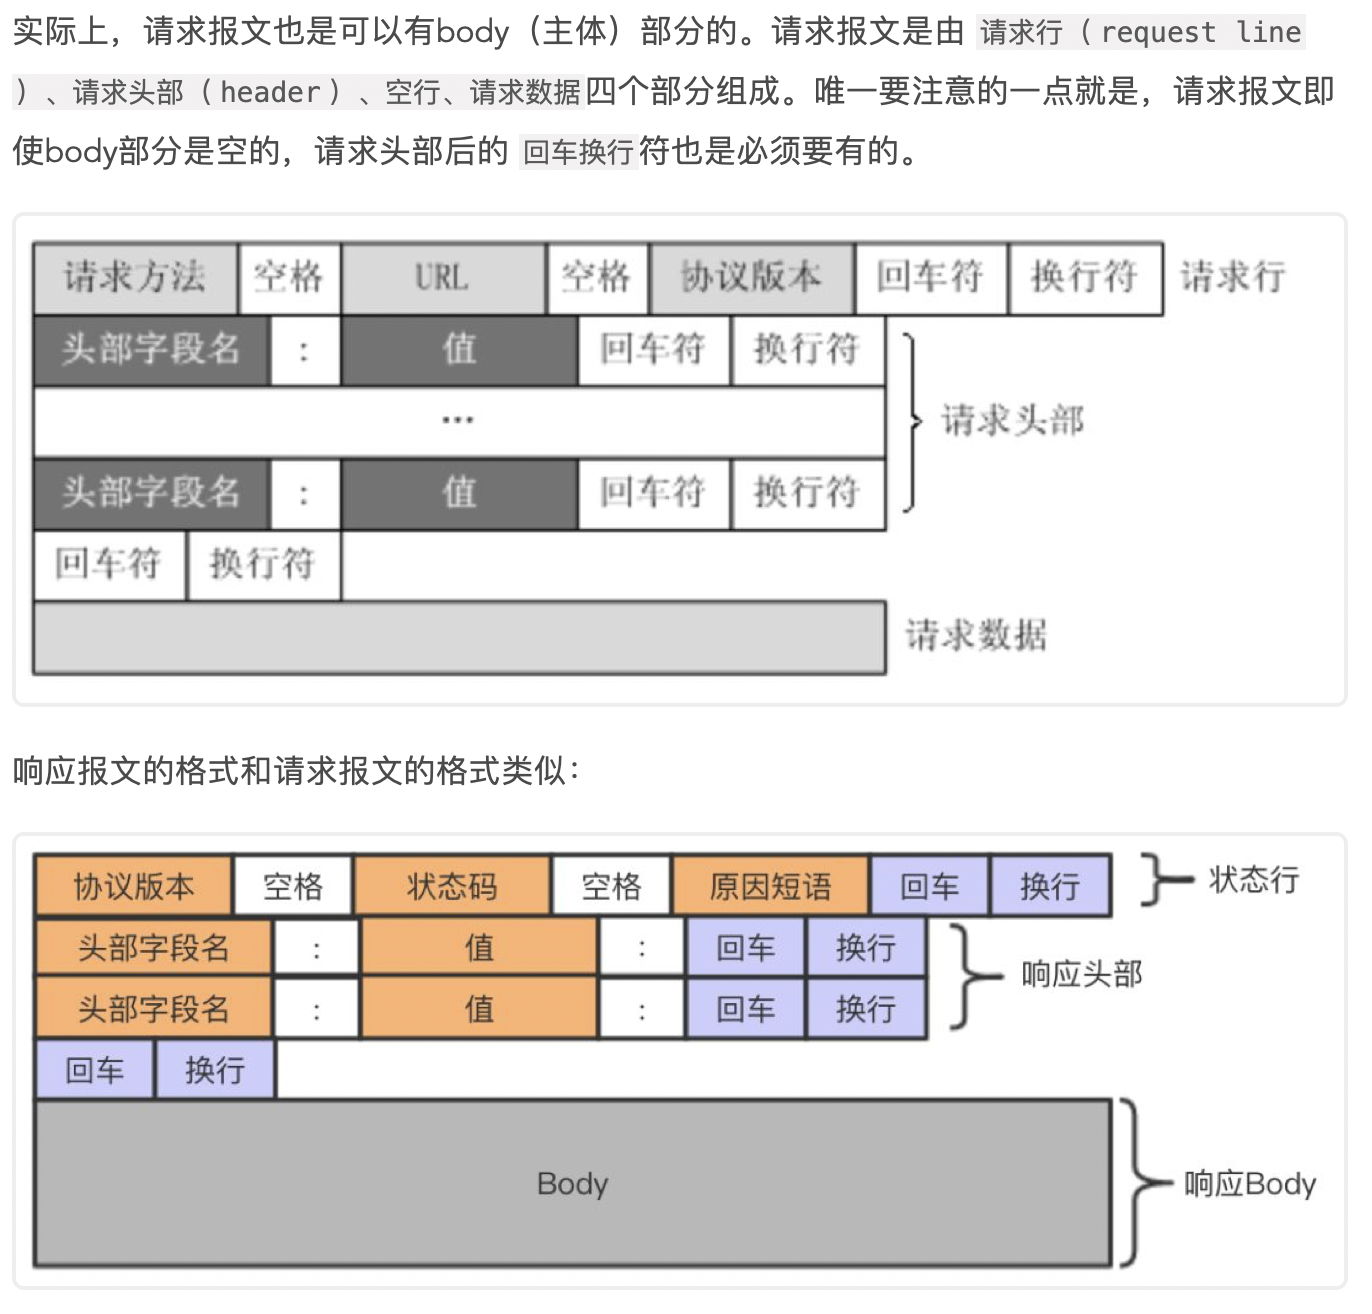 实际上，请求报文也是可以有body（主体）部分的。请求报文是由 请求行（request line
）、请求头部（header）、空行、请求数据四个部分组成。唯一要注意的一点就是，请求报文即
使body部分是空的，请求头部后的 回车换行符也是必须要有的。
请求方法 空格 URL 空格 协议版本 回车符 换行符 请求行
头部字段名 : 值 回车符 换行符
... 请求头部
头部字段名 : 值 回车符 换行符
回车符 换行符
请求数据
响应报文的格式和请求报文的格式类似：
协议版本 空格 状态码 空格 原因短语 回车 换行 状态行
头部字段名 : 值 : 回车 换行
响应头部
头部字段名 : 值 : 回车 换行
回车 换行
Body 响应Body